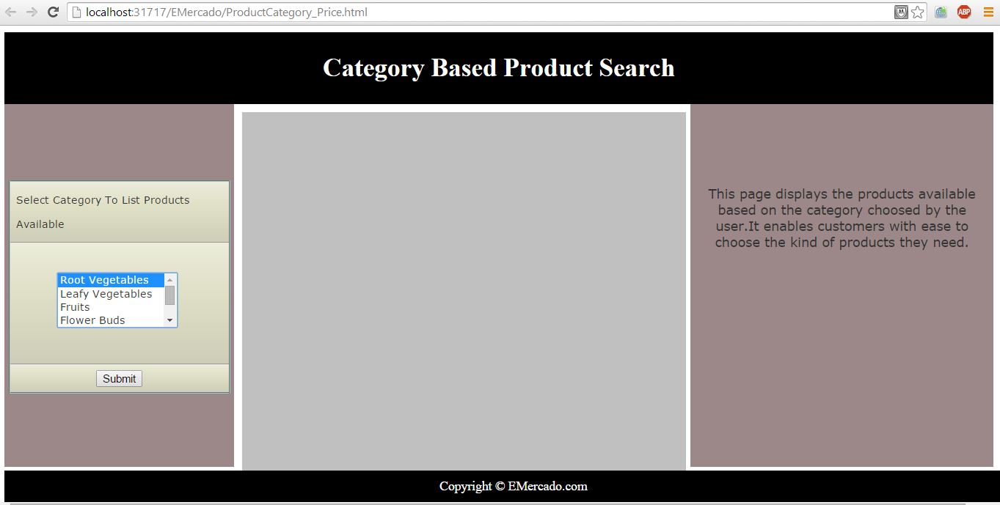 localhost:31717/EMercado/ProductCategory_Price.html
ABP
Category Based Product Search
Select Category To List Products
Available
Root Vegetables
Leafy Vegetables
Fruits
Flower Buds
Submit
This page displays the products available
based on the category choosed by the
user.It enables customers with ease to
choose the kind of products they need.
Copyright © EMercado.com